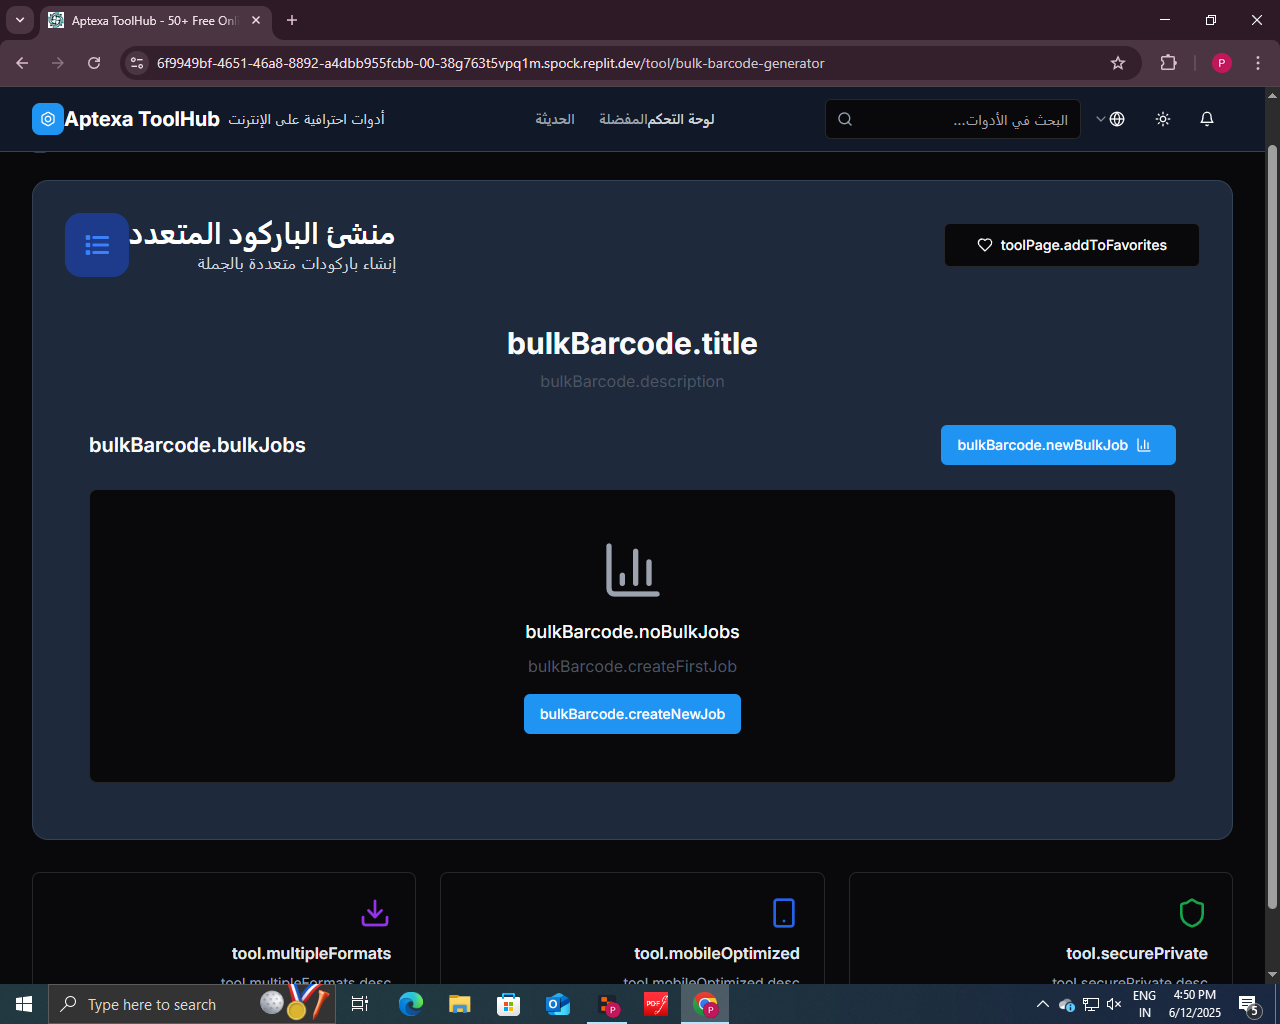 Aptexa ToolHub - 50+ Free Onl
6f9949bf-4651-46a8-8892-a4dbb955fcbb-00-38g763t5vpq1m.spock.replit.dev/tool/bulk-barcode-generator
P
Aptexa ToolHub
أدوات احترافية على الإنترنت
لوحة التحكم
المفضلة
الحديثة
البحث في الأدوات...
منشئ الباركود المتعدد
إنشاء باركودات متعددة بالجملة
toolPage.addToFavorites
bulkBarcode.title
bulkBarcode.description
bulkBarcode.bulkJobs
bulkBarcode.newBulkJob
bulkBarcode.noBulkJobs
bulkBarcode.createFirstJob
bulkBarcode.createNewJob
tool.multipleFormats
tool.mobileOptimized
tool.securePrivate
tool.multipleFormats.desc
tool.mobileOptimized.desc
tool.securePrivate.desc
Type here to search
P
PDF
P
ENG
IN
4:50 PM
6/12/2025
5